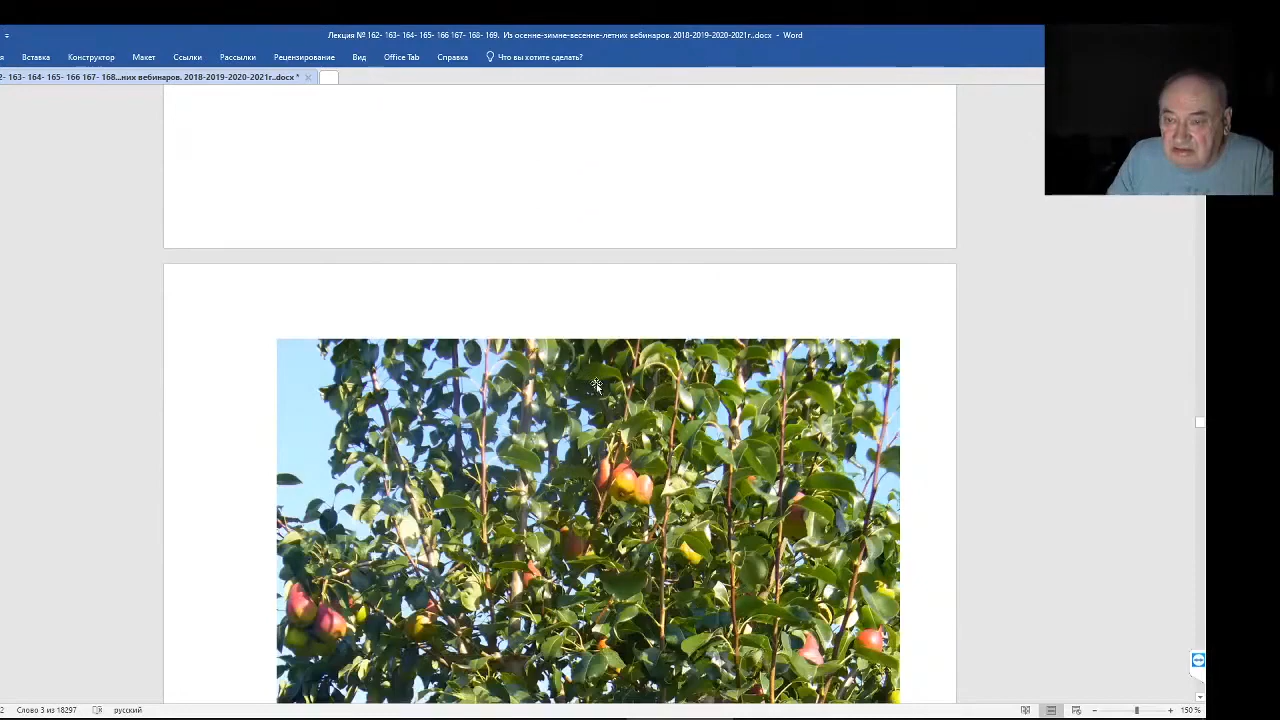 Лекция № 162- 163- 164- 165- 166 167- 168- 169.  Из осенне-зимне-весенне-летних вебинаров. 2018-2019-2020-2021г..docx  -  Word
Вставка Конструктор Макет Ссылки Рассылки Рецензирование Вид Office Tab Справка Что вы хотите сделать?
2- 163- 164- 165- 166 167- 168...них вебинаров. 2018-2019-2020-2021г..docx *
2 Слово 3 из 18297 русский 150 %